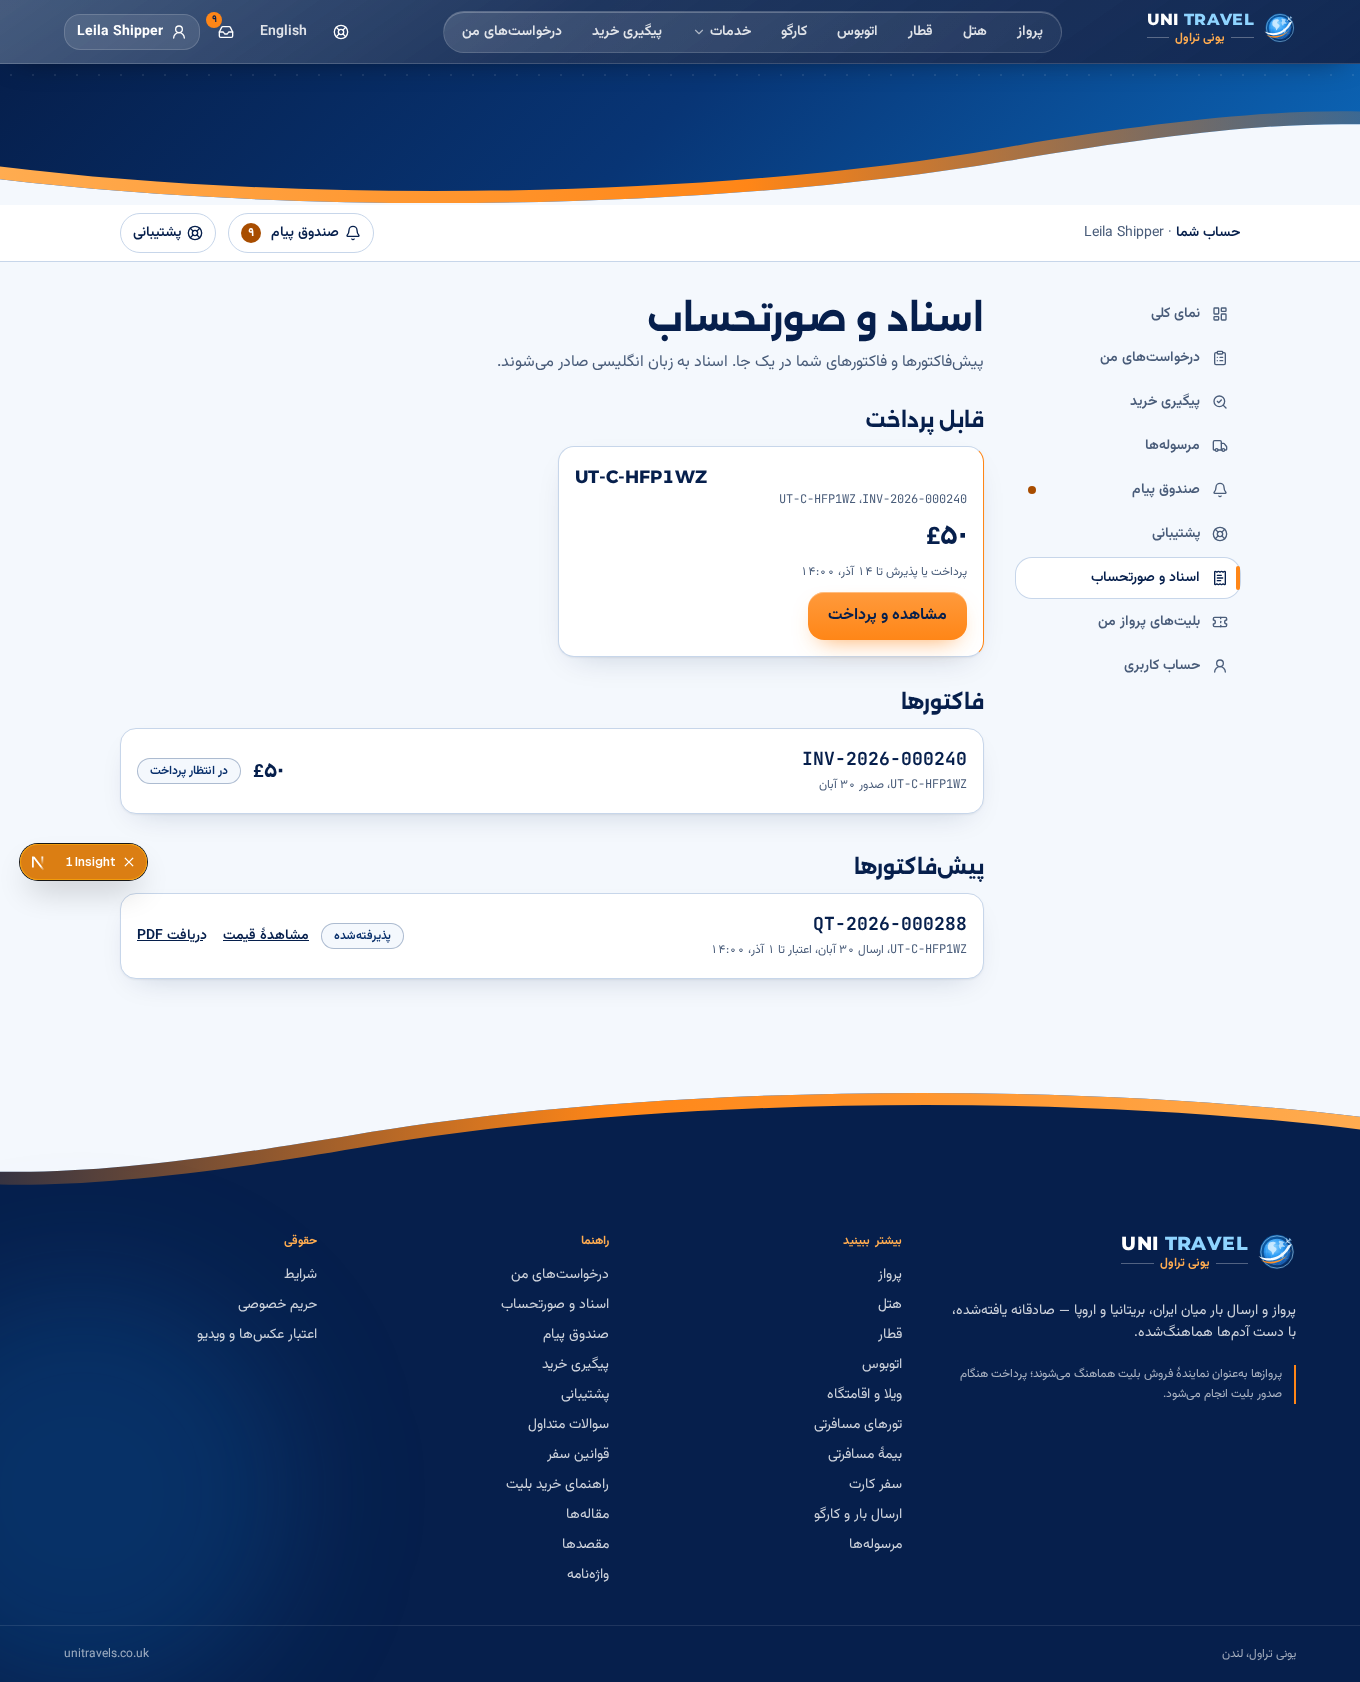 UNI TRAVEL
یونی تراول
پرواز
هتل
قطار
اتوبوس
کارگو
خدمات
پیگیری خرید
درخواست‌های من
English
۹
Leila Shipper
حساب شما · Leila Shipper
صندوق پیام ۹
پشتیبانی
نمای کلی
درخواست‌های من
پیگیری خرید
مرسوله‌ها
صندوق پیام
پشتیبانی
اسناد و صورتحساب
بلیت‌های پرواز من
حساب کاربری
اسناد و صورتحساب
پیش‌فاکتورها و فاکتورهای شما در یک جا. اسناد به زبان انگلیسی صادر می‌شوند.
قابل پرداخت
UT-C-HFP1WZ
INV-2026-000240، UT-C-HFP1WZ
£۵۰
پرداخت یا پذیرش تا ۱۴ آذر، ۱۴:۰۰
مشاهده و پرداخت
فاکتورها
INV-2026-000240
UT-C-HFP1WZ، صدور ۳۰ آبان
£۵۰
در انتظار پرداخت
1 Insight
پیش‌فاکتورها
QT-2026-000288
UT-C-HFP1WZ، ارسال ۳۰ آبان، اعتبار تا ۱ آذر، ۱۴:۰۰
پذیرفته‌شده
مشاهدهٔ قیمت
دریافت PDF
UNI TRAVEL
یونی تراول
پرواز و ارسال بار میان ایران، بریتانیا و اروپا — صادقانه یافته‌شده،
با دست آدم‌ها هماهنگ‌شده.
پروازها به‌عنوان نمایندهٔ فروش بلیت هماهنگ می‌شوند؛ پرداخت هنگام
صدور بلیت انجام می‌شود.
بیشتر ببینید
پرواز
هتل
قطار
اتوبوس
ویلا و اقامتگاه
تورهای مسافرتی
بیمهٔ مسافرتی
سفر کارت
ارسال بار و کارگو
مرسوله‌ها
راهنما
درخواست‌های من
اسناد و صورتحساب
صندوق پیام
پیگیری خرید
پشتیبانی
سوالات متداول
قوانین سفر
راهنمای خرید بلیت
مقاله‌ها
مقصدها
واژه‌نامه
حقوقی
شرایط
حریم خصوصی
اعتبار عکس‌ها و ویدیو
یونی تراول، لندن
unitravels.co.uk